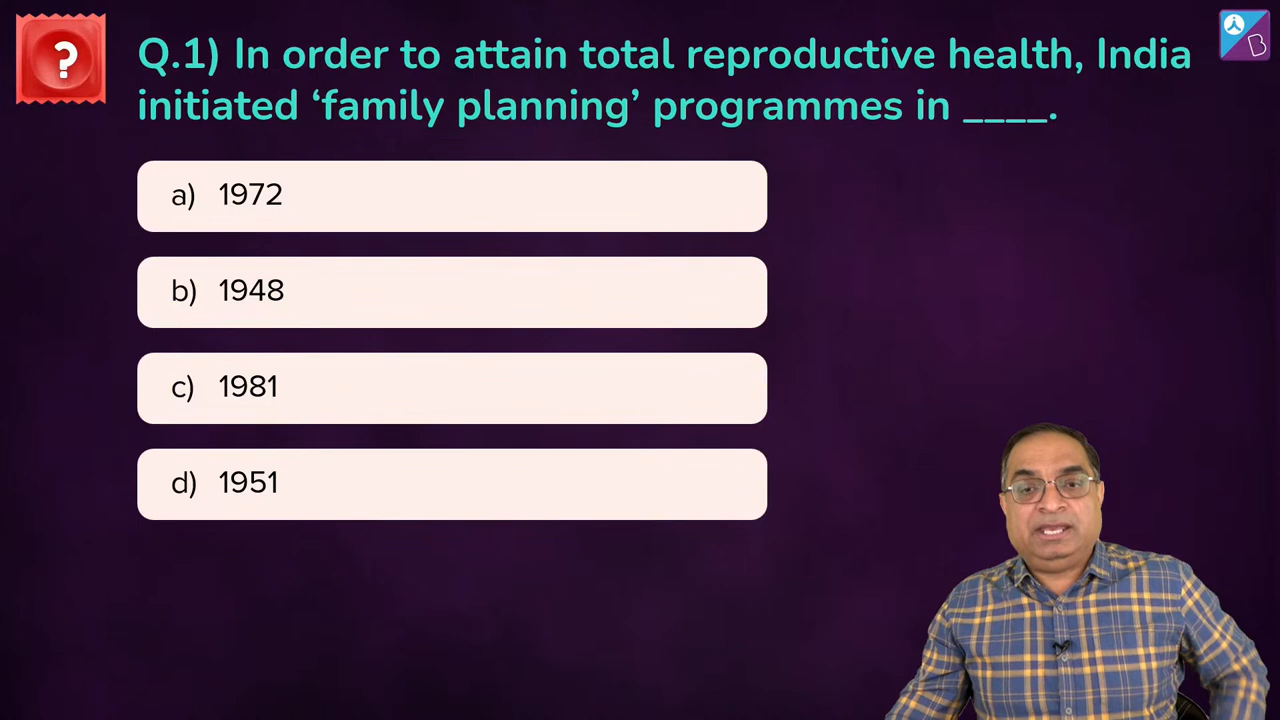 ?
Q.1) In order to attain total reproductive health, India
initiated ‘family planning’ programmes in ____.
a) 1972
b) 1948
c) 1981
d) 1951
B